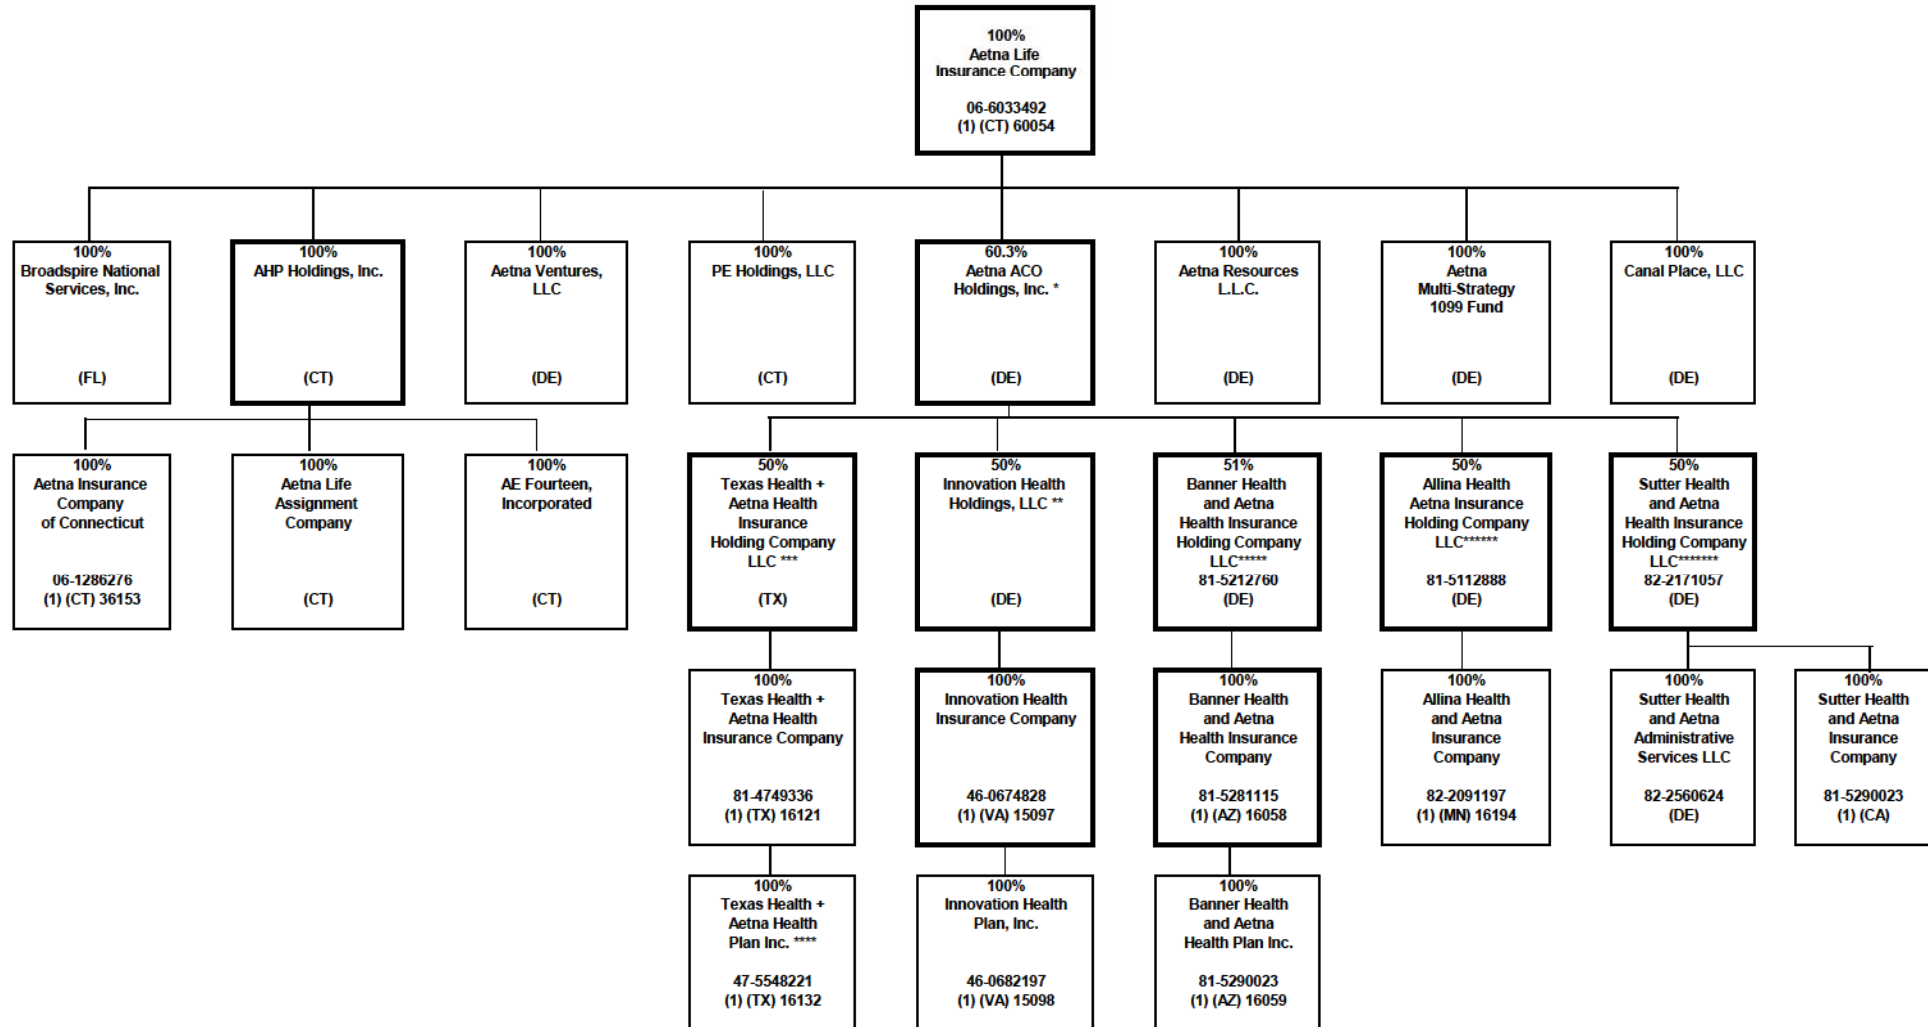 100%
Aetna Life
Insurance Company
06-6033492
(1) (CT) 60054
100%
Broadspire National
Services, Inc.
(FL)
100%
AHP Holdings, Inc.
(CT)
100%
Aetna Ventures,
LLC
(DE)
100%
PE Holdings, LLC
(CT)
60.3%
Aetna ACO
Holdings, Inc. *
(DE)
100%
Aetna Resources
L.L.C.
(DE)
100%
Aetna
Multi-Strategy
1099 Fund
(DE)
100%
Canal Place, LLC
(DE)
100%
Aetna Insurance
Company
of Connecticut
06-1286276
(1) (CT) 36153
100%
Aetna Life
Assignment
Company
(CT)
100%
AE Fourteen,
Incorporated
(CT)
50%
Texas Health +
Aetna Health
Insurance
Holding Company
LLC ***
(TX)
50%
Innovation Health
Holdings, LLC **
(DE)
51%
Banner Health
and Aetna
Health Insurance
Holding Company
LLC*****
81-5212760
(DE)
50%
Allina Health
Aetna Insurance
Holding Company
LLC******
81-5112888
(DE)
50%
Sutter Health
and Aetna
Health Insurance
Holding Company
LLC*******
82-2171057
(DE)
100%
Texas Health +
Aetna Health
Insurance Company
81-4749336
(1) (TX) 16121
100%
Innovation Health
Insurance Company
46-0674828
(1) (VA) 15097
100%
Banner Health
and Aetna
Health Insurance
Company
81-5281115
(1) (AZ) 16058
100%
Allina Health
and Aetna
Insurance
Company
82-2091197
(1) (MN) 16194
100%
Sutter Health
and Aetna
Administrative
Services LLC
82-2560624
(DE)
100%
Sutter Health
and Aetna
Insurance
Company
81-5290023
(1) (CA)
100%
Texas Health +
Aetna Health
Plan Inc. ****
47-5548221
(1) (TX) 16132
100%
Innovation Health
Plan, Inc.
46-0682197
(1) (VA) 15098
100%
Banner Health
and Aetna
Health Plan Inc.
81-5290023
(1) (AZ) 16059